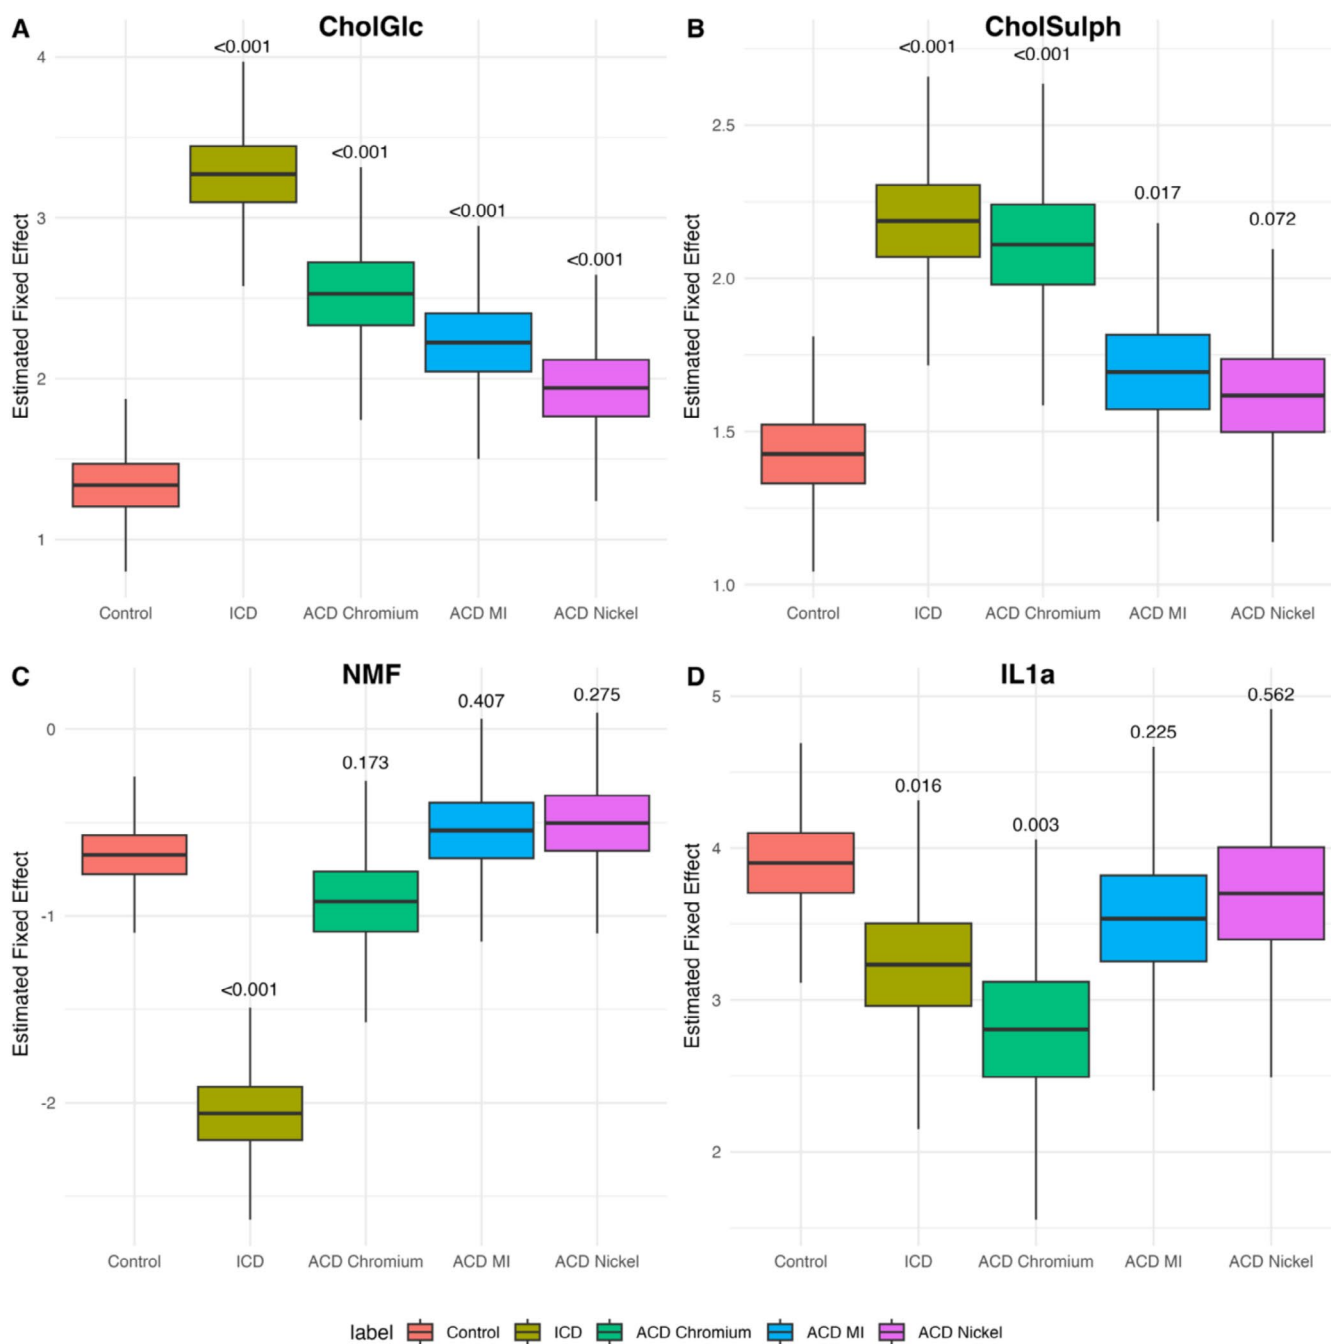 A
CholGlc
Estimated Fixed Effect
4
3
2
1
<0.001
<0.001
<0.001
<0.001
Control
ICD
ACD Chromium
ACD MI
ACD Nickel
B
CholSulph
Estimated Fixed Effect
2.5
2.0
1.5
1.0
<0.001
<0.001
0.017
0.072
Control
ICD
ACD Chromium
ACD MI
ACD Nickel
C
NMF
Estimated Fixed Effect
0
-1
-2
<0.001
0.173
0.407
0.275
Control
ICD
ACD Chromium
ACD MI
ACD Nickel
D
IL1a
Estimated Fixed Effect
5
4
3
2
0.016
0.003
0.225
0.562
Control
ICD
ACD Chromium
ACD MI
ACD Nickel
label Control ICD ACD Chromium ACD MI ACD Nickel